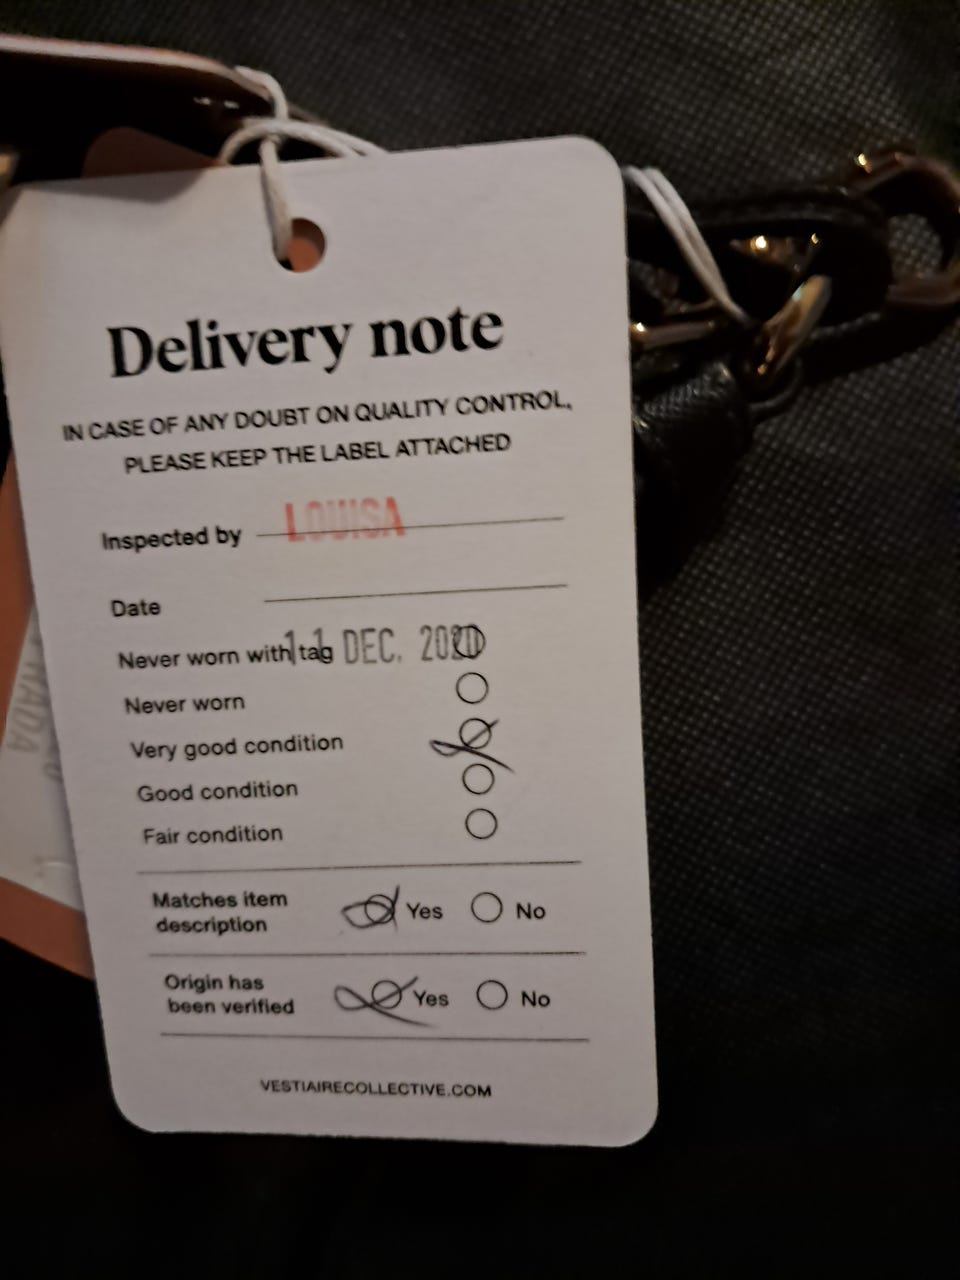 Delivery note
IN CASE OF ANY DOUBT ON QUALITY CONTROL,
PLEASE KEEP THE LABEL ATTACHED
Inspected by LOUISA
Date
Never worn with tag 11 DEC. 2020
Never worn
Very good condition
Good condition
Fair condition
Matches item
description
Yes No
Origin has
been verified
Yes No
VESTIAIRECOLLECTIVE.COM